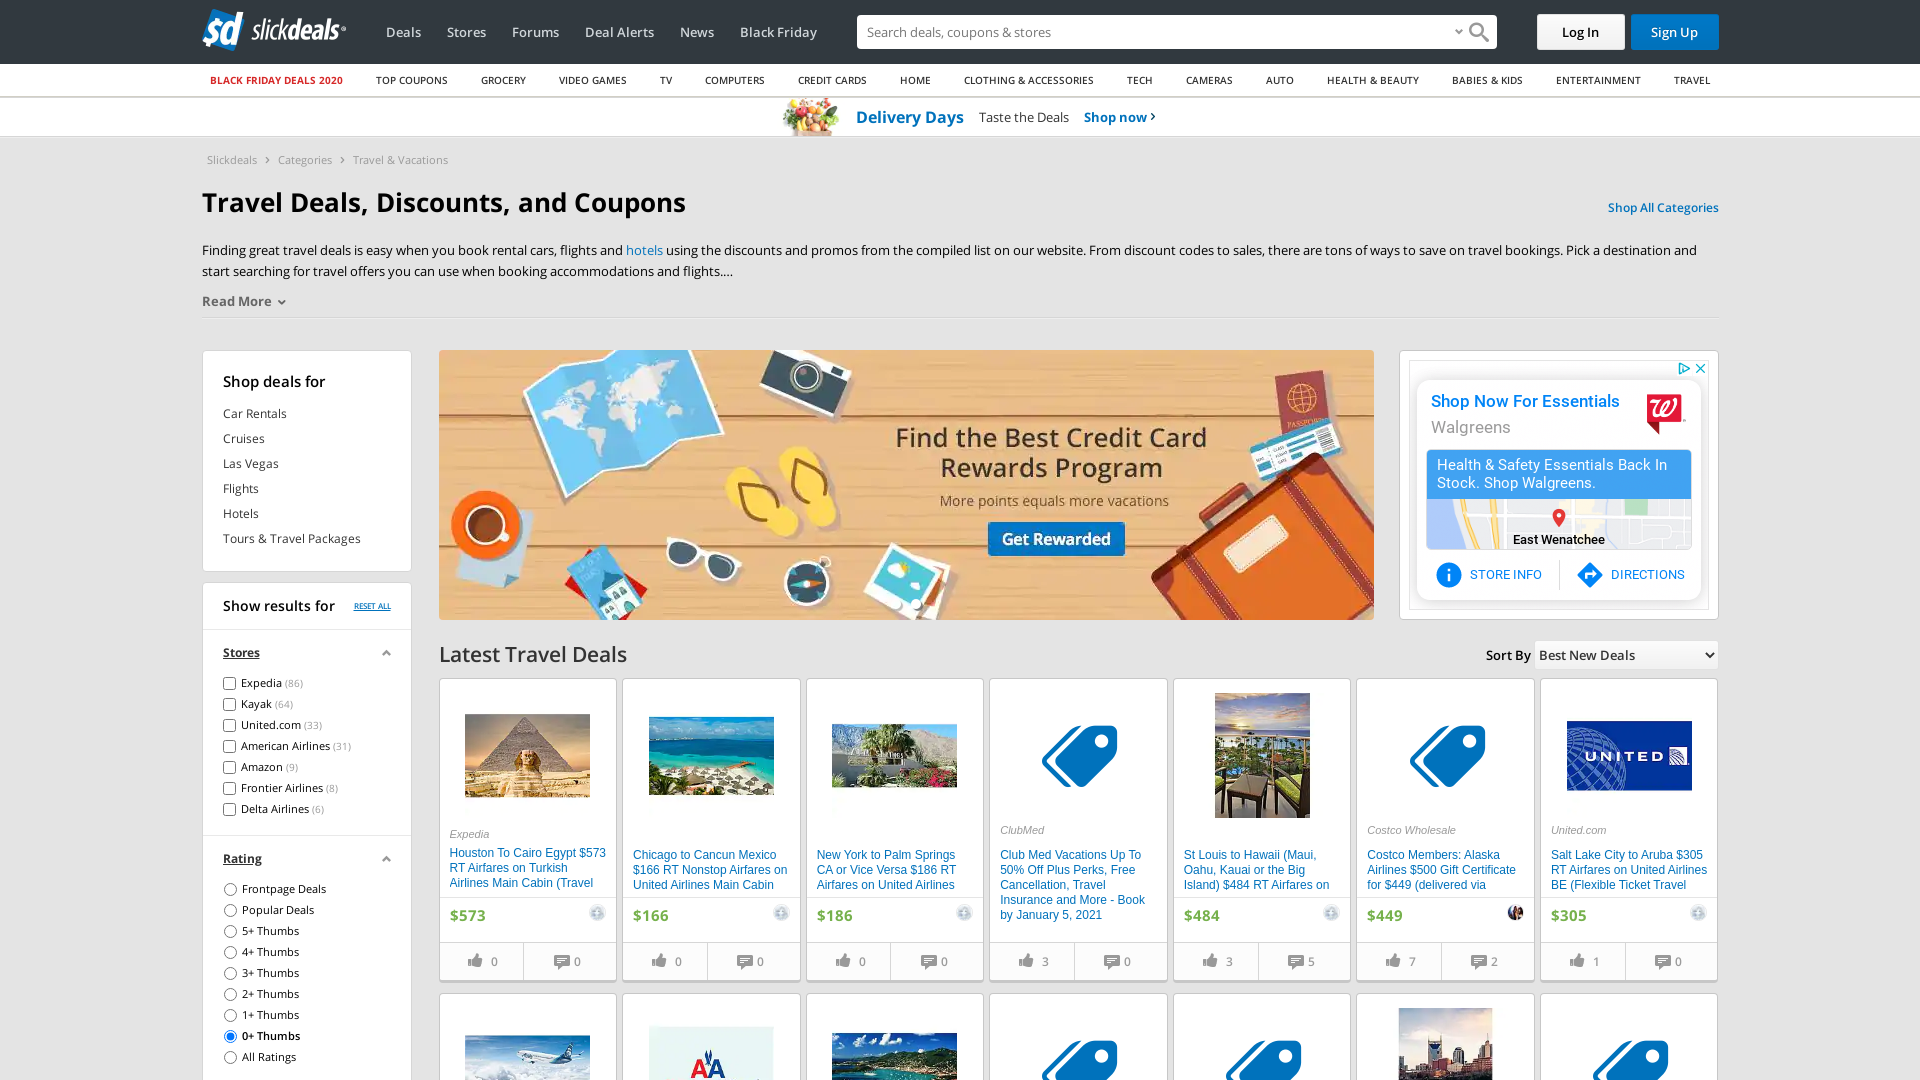 slickdeals
Deals
Stores
Forums
Deal Alerts
News
Black Friday
Search deals, coupons & stores
Log In
Sign Up
BLACK FRIDAY DEALS 2020
TOP COUPONS
GROCERY
VIDEO GAMES
TV
COMPUTERS
CREDIT CARDS
HOME
CLOTHING & ACCESSORIES
TECH
CAMERAS
AUTO
HEALTH & BEAUTY
BABIES & KIDS
ENTERTAINMENT
TRAVEL
Delivery Days Taste the Deals Shop now
Slickdeals > Categories > Travel & Vacations
Travel Deals, Discounts, and Coupons
Shop All Categories
Finding great travel deals is easy when you book rental cars, flights and hotels using the discounts and promos from the compiled list on our website. From discount codes to sales, there are tons of ways to save on travel bookings. Pick a destination and
start searching for travel offers you can use when booking accommodations and flights....
Read More
Shop deals for
Car Rentals
Cruises
Las Vegas
Flights
Hotels
Tours & Travel Packages
Show results for
RESET ALL
Stores
Expedia (86)
Kayak (64)
United.com (33)
American Airlines (31)
Amazon (9)
Frontier Airlines (8)
Delta Airlines (6)
Rating
Frontpage Deals
Popular Deals
5+ Thumbs
4+ Thumbs
3+ Thumbs
2+ Thumbs
1+ Thumbs
0+ Thumbs
All Ratings
PASSPORT
Find the Best Credit Card
Rewards Program
More points equals more vacations
Get Rewarded
Shop Now For Essentials
Walgreens
Health & Safety Essentials Back In
Stock. Shop Walgreens.
East Wenatchee
STORE INFO
DIRECTIONS
Latest Travel Deals
Sort By
Best New Deals
Expedia
Houston To Cairo Egypt $573
RT Airfares on Turkish
Airlines Main Cabin (Travel
$573
0
0
Chicago to Cancun Mexico
$166 RT Nonstop Airfares on
United Airlines Main Cabin
$166
0
0
New York to Palm Springs
CA or Vice Versa $186 RT
Airfares on United Airlines
$186
0
0
ClubMed
Club Med Vacations Up To
50% Off Plus Perks, Free
Cancellation, Travel
Insurance and More - Book
by January 5, 2021
3
0
St Louis to Hawaii (Maui,
Oahu, Kauai or the Big
Island) $484 RT Airfares on
$484
3
5
Costco Wholesale
Costco Members: Alaska
Airlines $500 Gift Certificate
for $449 (delivered via
$449
7
2
UNITED
United.com
Salt Lake City to Aruba $305
RT Airfares on United Airlines
BE (Flexible Ticket Travel
$305
1
0
AA